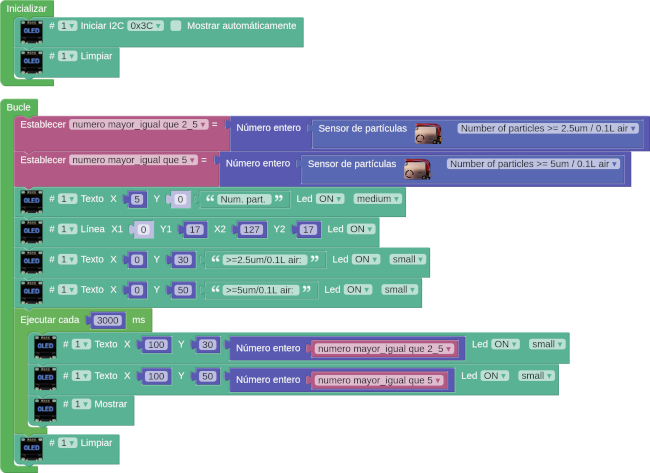 Inicializar
OLED # 1 Iniciar I2C 0x3C Mostrar automáticamente
OLED # 1 Limpiar
Bucle
Establecer numero mayor_igual que 2_5 = Número entero Sensor de partículas Number of particles >= 2.5um / 0.1L air
Establecer numero mayor_igual que 5 = Número entero Sensor de partículas Number of particles >= 5um / 0.1L air
OLED # 1 Texto X 5 Y 0 “ Num. part. ” Led ON medium
OLED # 1 Línea X1 0 Y1 17 X2 127 Y2 17 Led ON
OLED # 1 Texto X 0 Y 30 “ >=2.5um/0.1L air: ” Led ON small
OLED # 1 Texto X 0 Y 50 “ >=5um/0.1L air: ” Led ON small
Ejecutar cada 3000 ms
OLED # 1 Texto X 100 Y 30 Número entero numero mayor_igual que 2_5 Led ON small
OLED # 1 Texto X 100 Y 50 Número entero numero mayor_igual que 5 Led ON small
OLED # 1 Mostrar
OLED # 1 Limpiar